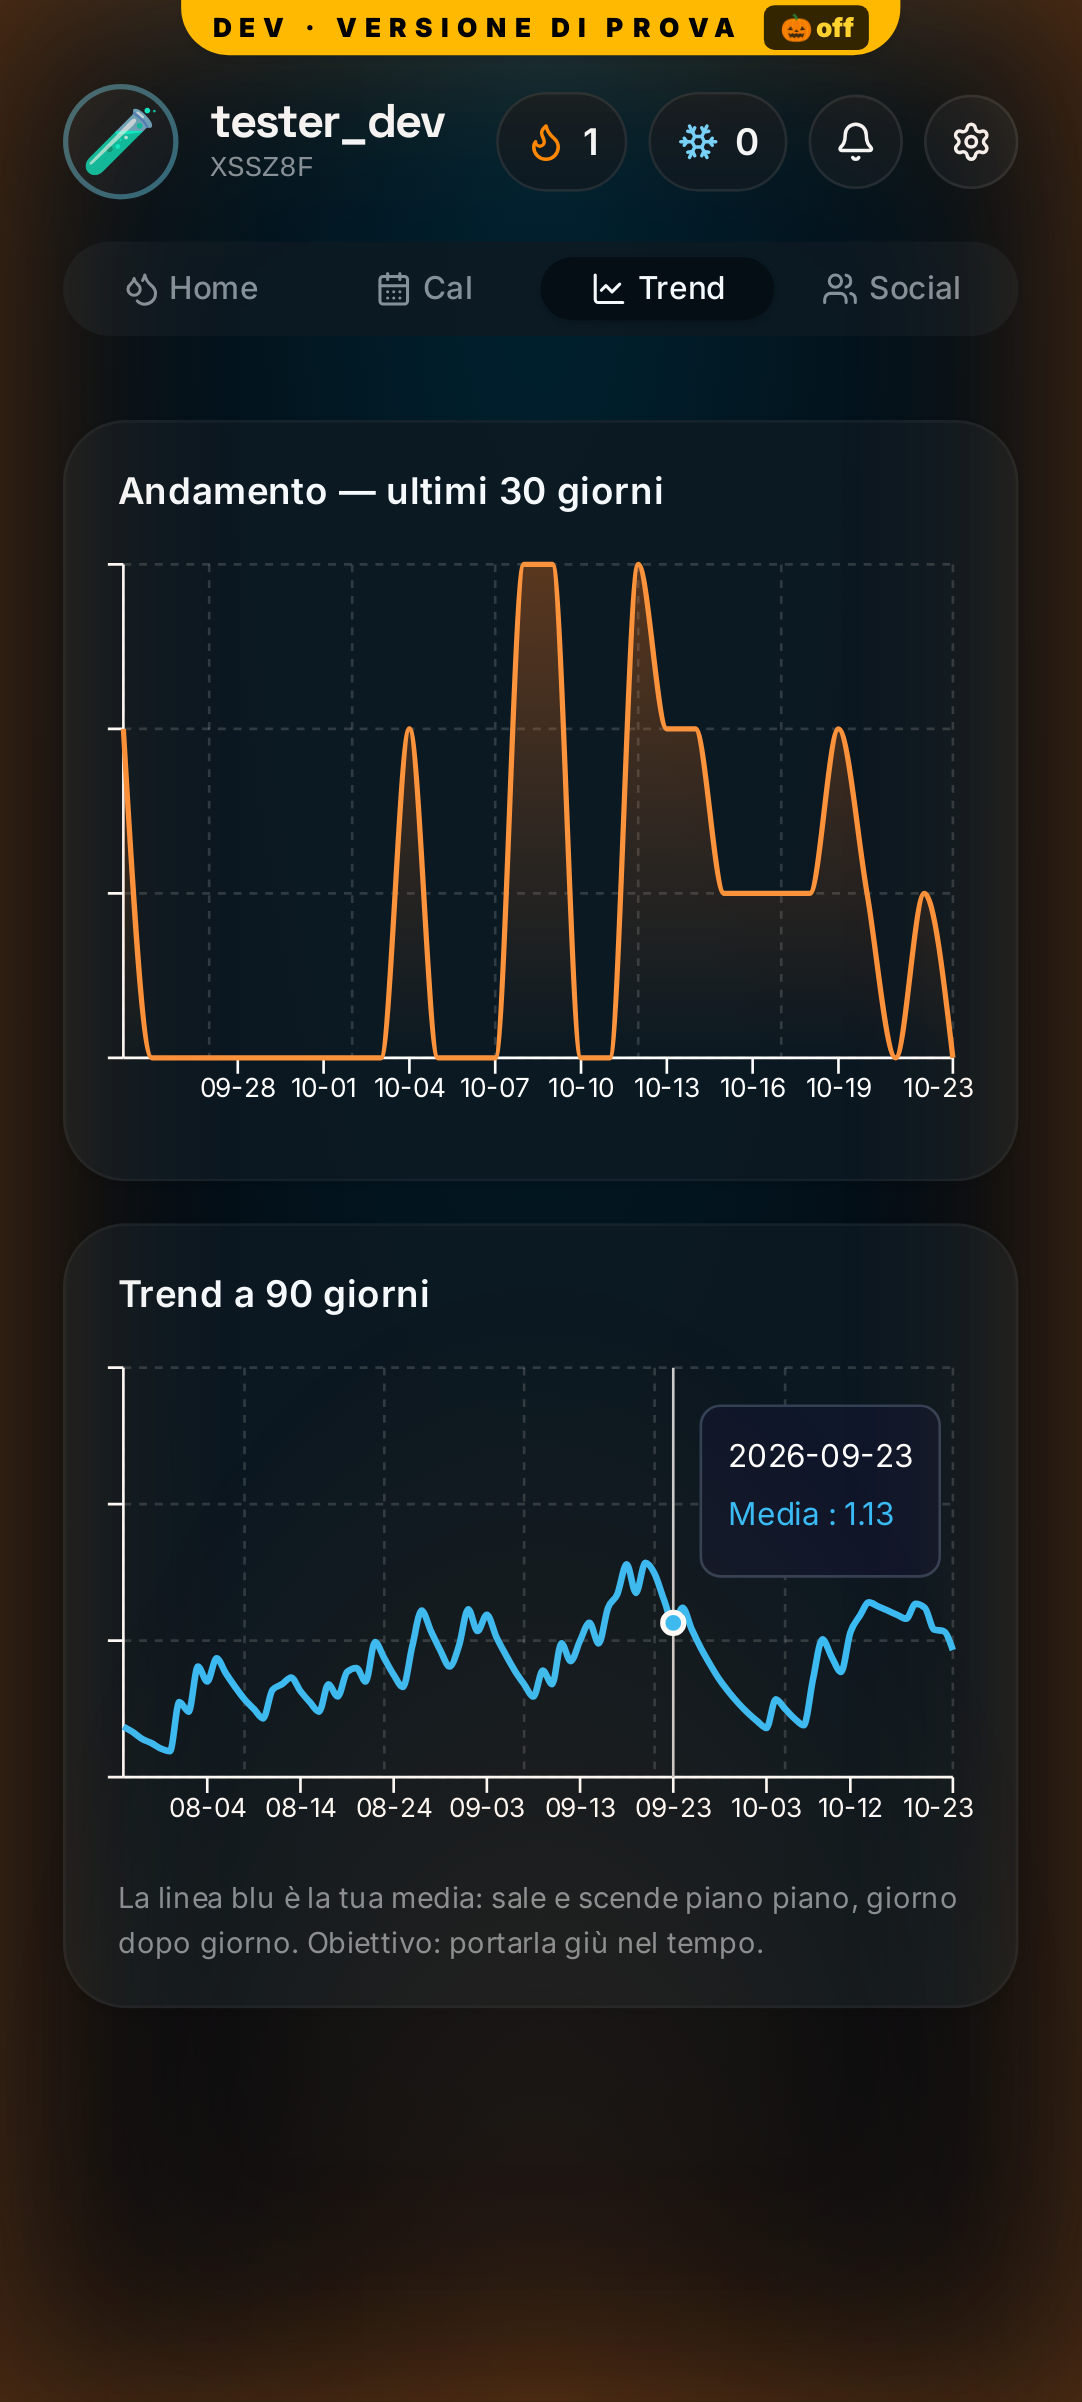 DEV · VERSIONE DI PROVA 🎃 off
tester_dev
XSSZ8F
1
0
Home Cal Trend Social
Andamento — ultimi 30 giorni
09-28 10-01 10-04 10-07 10-10 10-13 10-16 10-19 10-23
Trend a 90 giorni
2026-09-23
Media : 1.13
08-04 08-14 08-24 09-03 09-13 09-23 10-03 10-12 10-23
La linea blu è la tua media: sale e scende piano piano, giorno
dopo giorno. Obiettivo: portarla giù nel tempo.